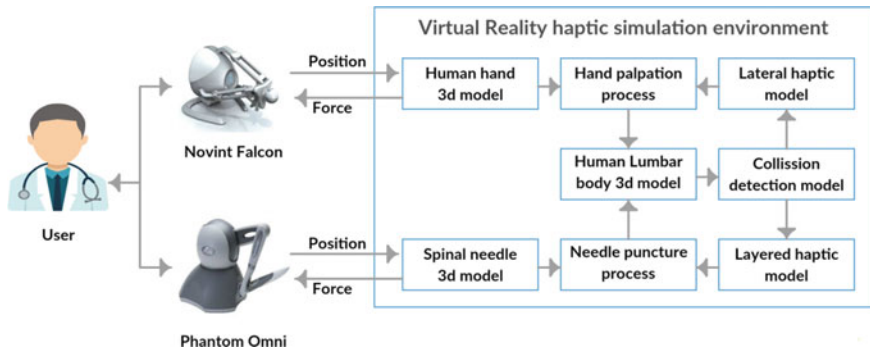 Virtual Reality haptic simulation environment
Position
Force
Human hand
3d model
Hand palpation
process
Lateral haptic
model
Novint Falcon
Human Lumbar
body 3d model
Collission
detection model
User
Position
Force
Spinal needle
3d model
Needle puncture
process
Layered haptic
model
Phantom Omni